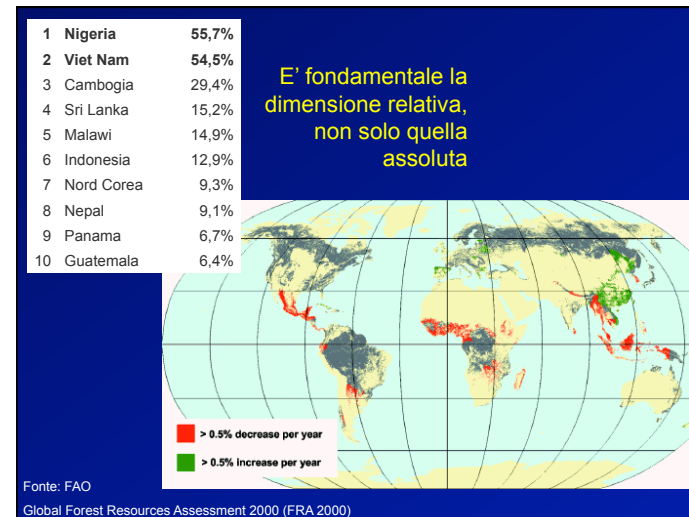 1 Nigeria 55,7%
2 Viet Nam 54,5%
3 Cambogia 29,4%
4 Sri Lanka 15,2%
5 Malawi 14,9%
6 Indonesia 12,9%
7 Nord Corea 9,3%
8 Nepal 9,1%
9 Panama 6,7%
10 Guatemala 6,4%
E' fondamentale la
dimensione relativa,
non solo quella
assoluta
> 0.5% decrease per year
> 0.5% increase per year
Fonte: FAO
Global Forest Resources Assessment 2000 (FRA 2000)